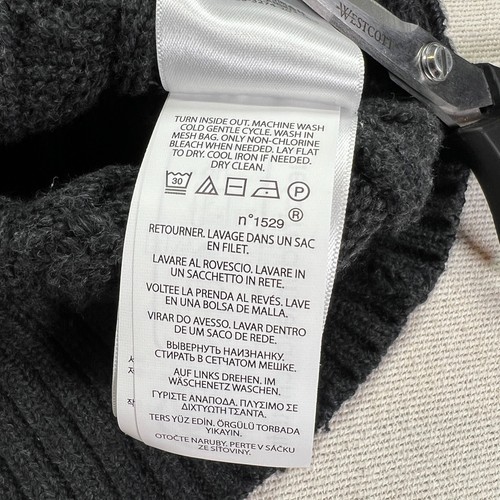 WESTCOTT
TURN INSIDE OUT. MACHINE WASH
COLD GENTLE CYCLE. WASH IN
MESH BAG. ONLY NON-CHLORINE
BLEACH WHEN NEEDED. LAY FLAT
TO DRY. COOL IRON IF NEEDED.
DRY CLEAN.
30 P
n°1529 ®
RETOURNER. LAVAGE DANS UN SAC
EN FILET.
LAVARE AL ROVESCIO. LAVARE IN
UN SACCHETTO IN RETE.
VOLTEE LA PRENDA AL REVÉS. LAVE
EN UNA BOLSA DE MALLA.
VIRAR DO AVESSO. LAVAR DENTRO
DE UM SACO DE REDE.
ВЫВЕРНУТЬ НАИЗНАНКУ.
СТИРАТЬ В СЕТЧАТОМ МЕШКЕ.
AUF LINKS DREHEN. IM
WÄSCHENETZ WASCHEN.
ΓΥΡΙΣΤΕ ΑΝΑΠΟΔΑ. ΠΛΥΣΙΜΟ ΣΕ
ΔΙΧΤΥΩΤΗ ΤΣΑΝΤΑ.
TERS YÜZ EDİN. ÖRGÜLÜ TORBADA
YIKAYIN.
OTOČTE NARUBY. PERTE V SÁČKU
ZE SÍŤOVINY.